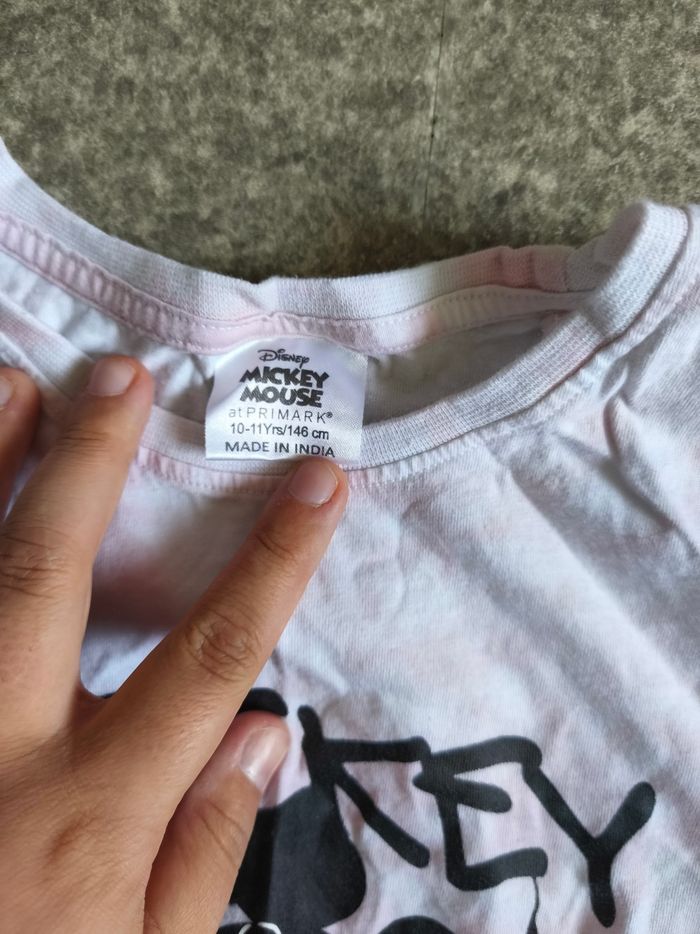 Disney
MICKEY
MOUSE
at PRIMARK®
10-11Yrs/146 cm
MADE IN INDIA
KEY